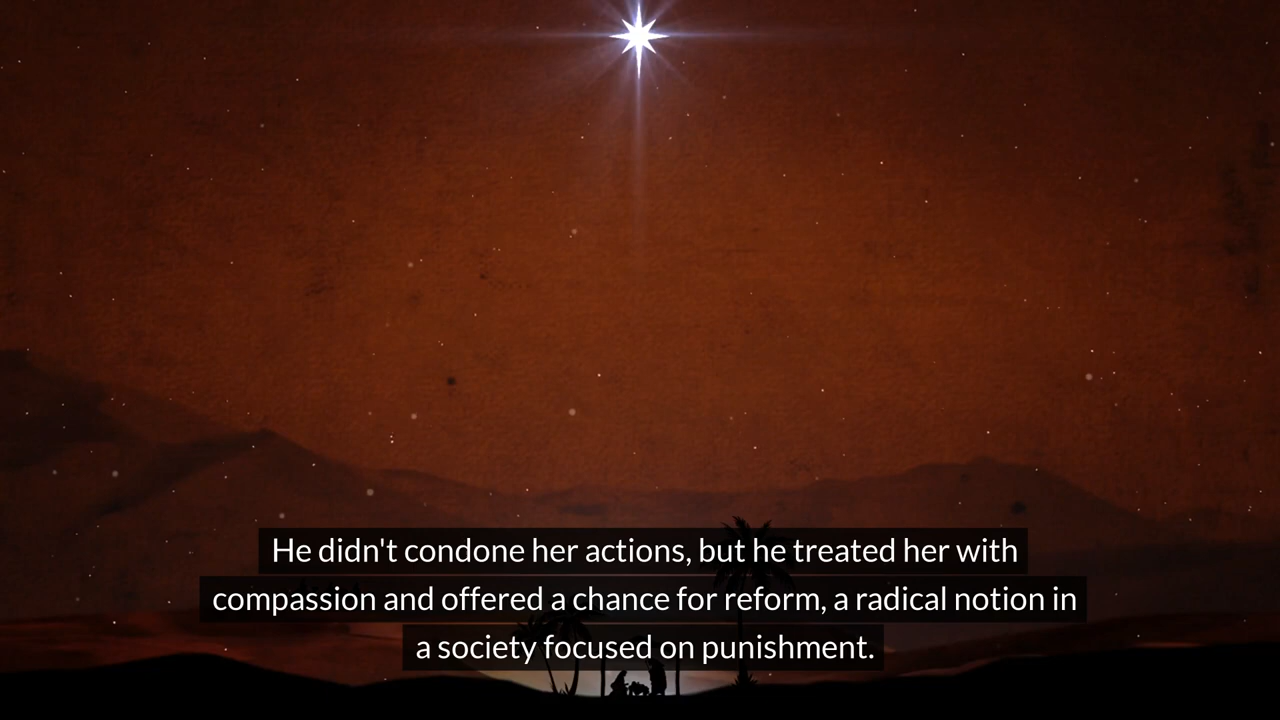 He didn't condone her actions, but he treated her with
compassion and offered a chance for reform, a radical notion in
a society focused on punishment.